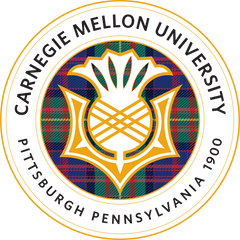 CARNEGIE MELLON UNIVERSITY
PITTSBURGH PENNSYLVANIA 1900